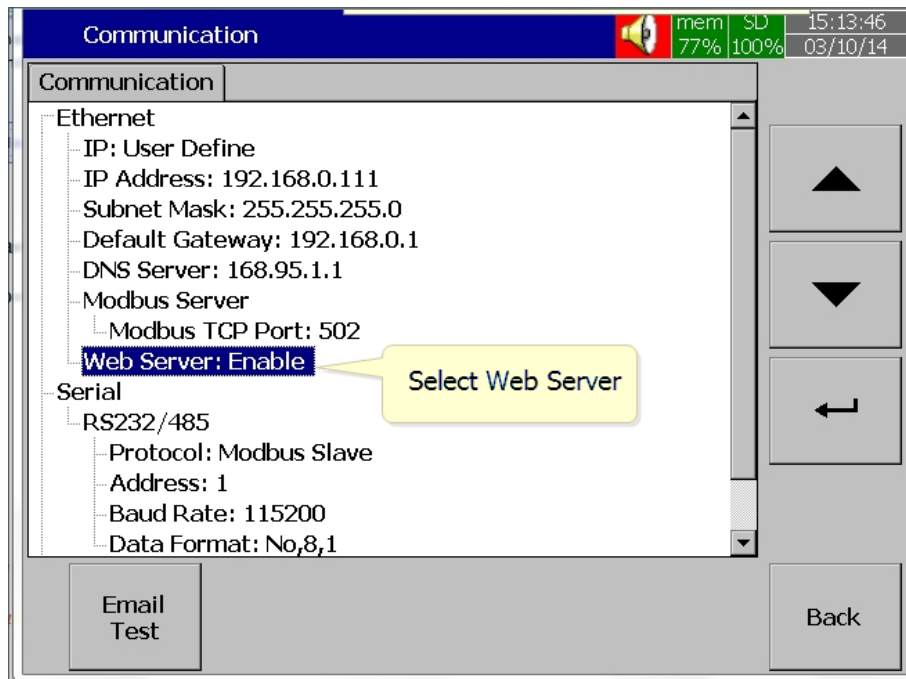 Communication
mem SD 15:13:46
77% 100% 03/10/14
Communication
Ethernet
IP: User Define
IP Address: 192.168.0.111
Subnet Mask: 255.255.255.0
Default Gateway: 192.168.0.1
DNS Server: 168.95.1.1
Modbus Server
Modbus TCP Port: 502
Web Server: Enable
Select Web Server
Serial
RS232/485
Protocol: Modbus Slave
Address: 1
Baud Rate: 115200
Data Format: No,8,1
Email
Test
Back